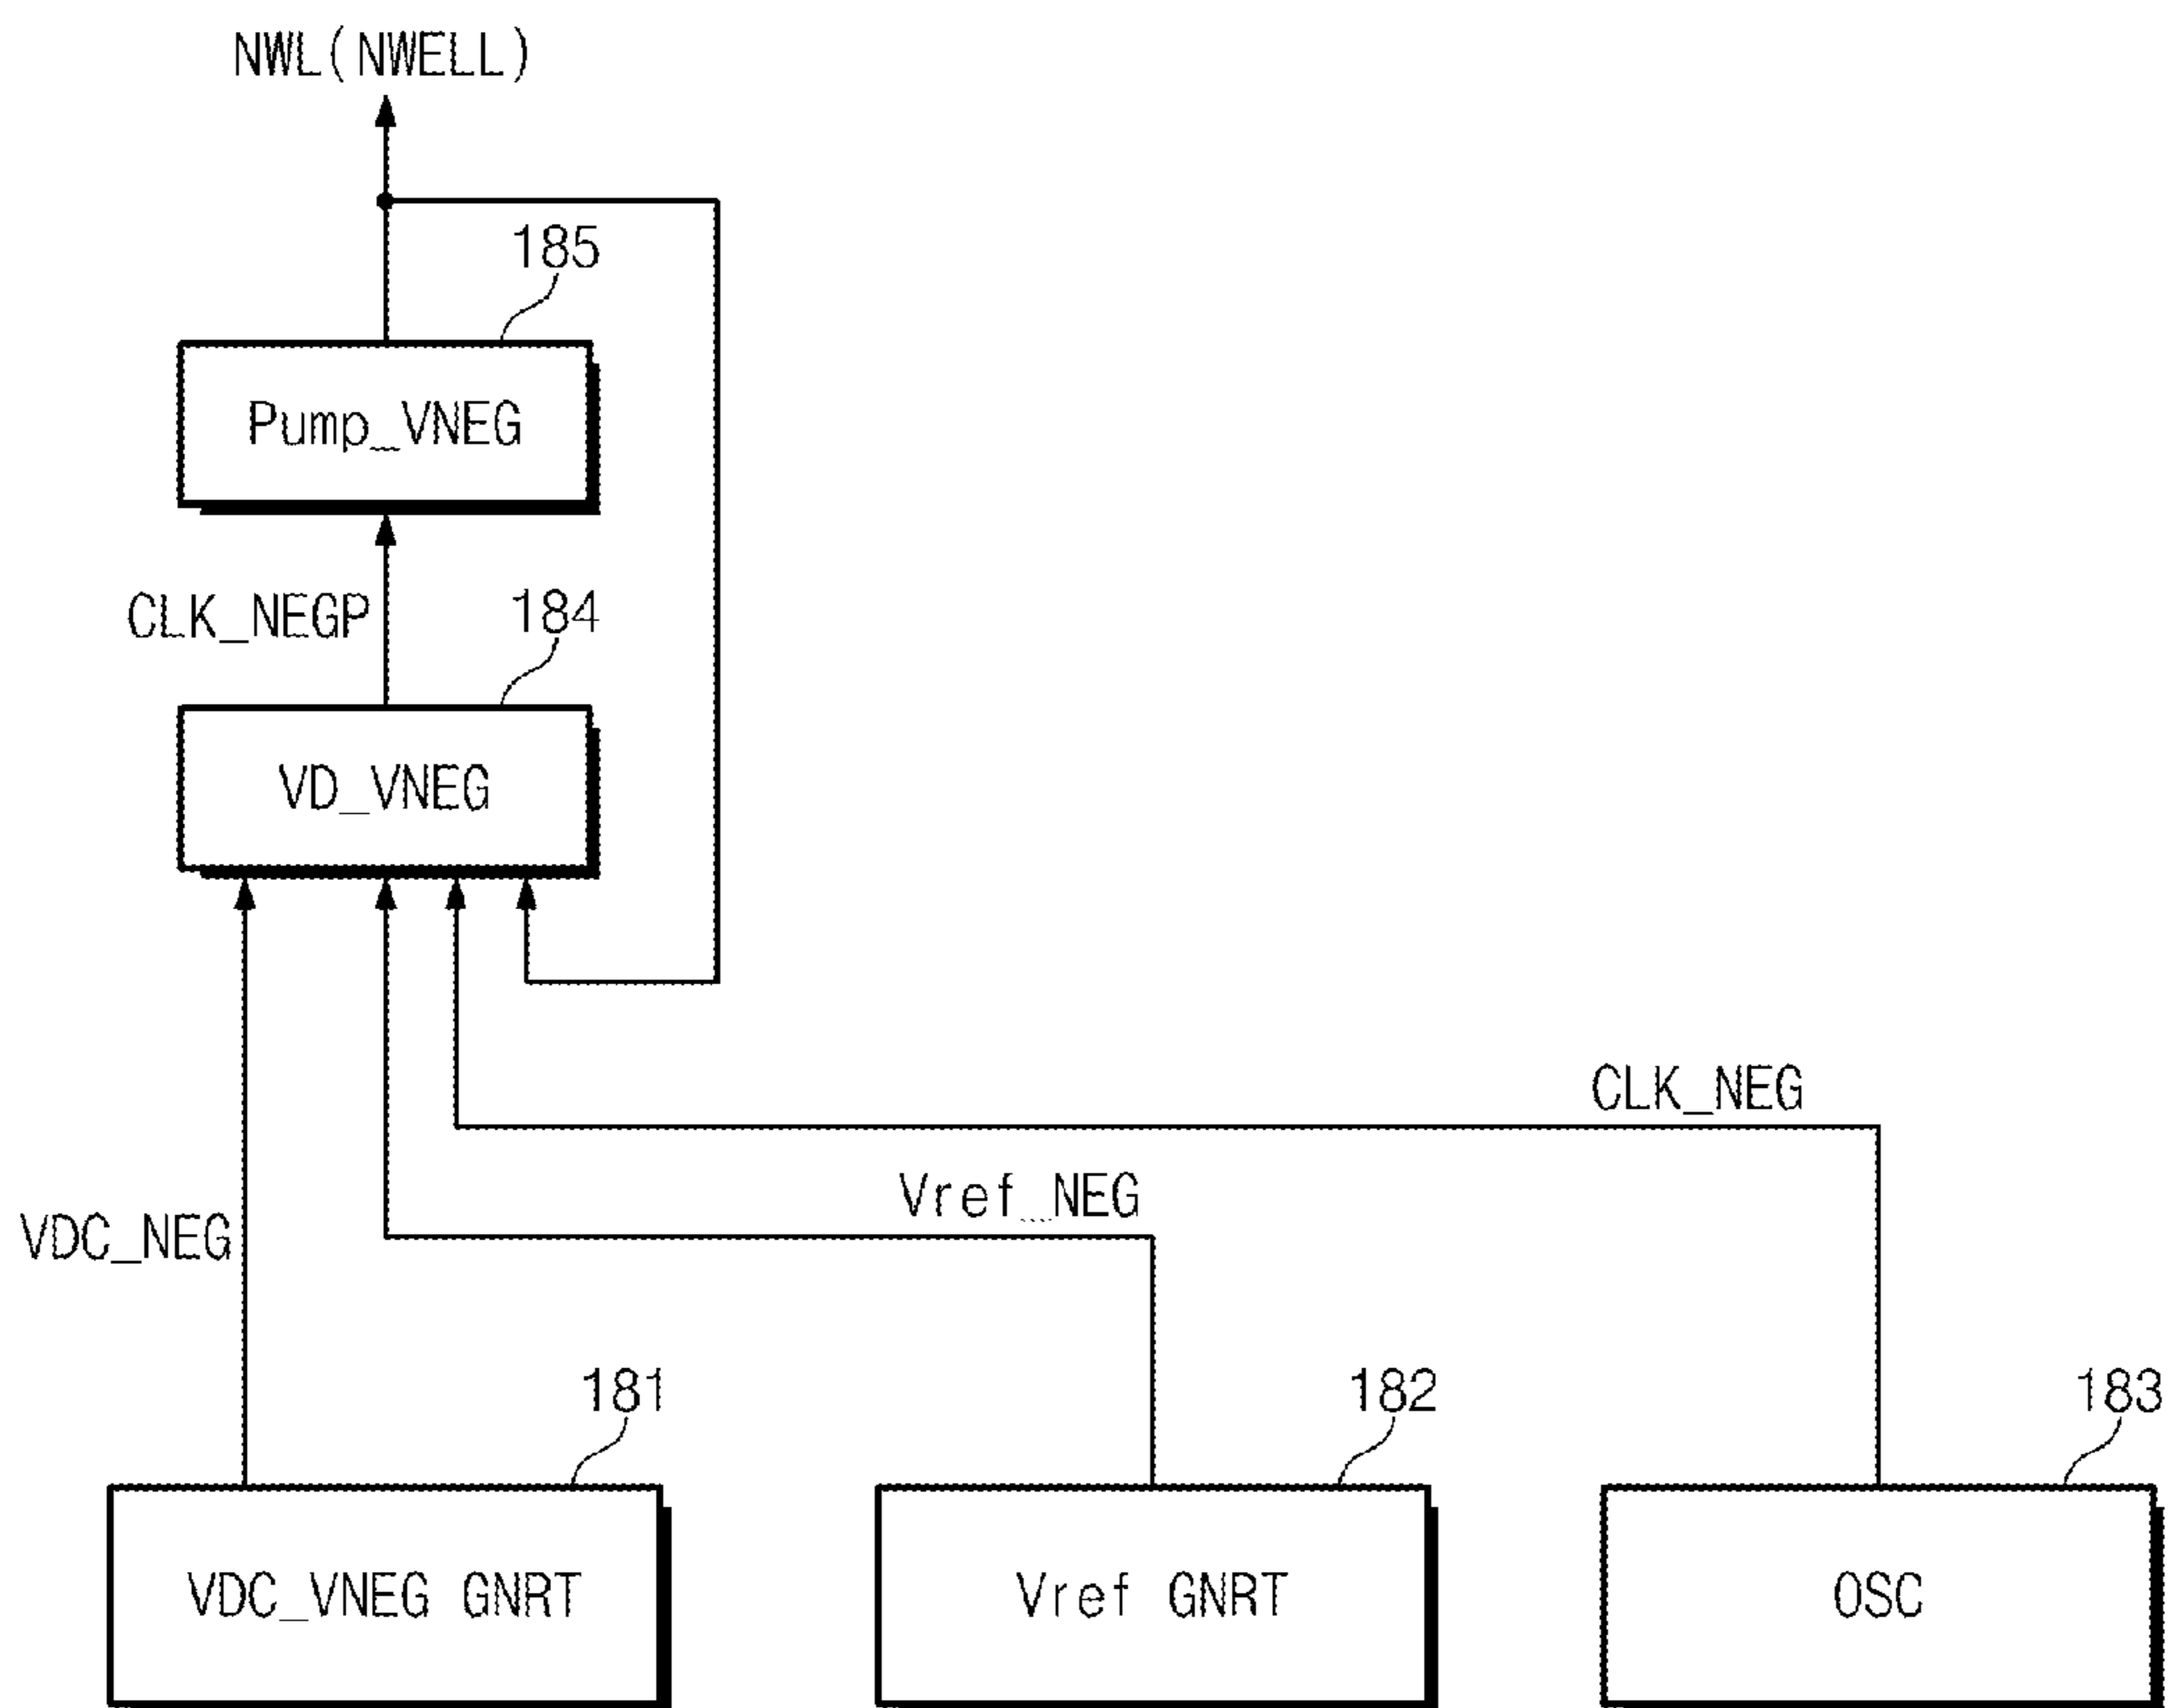 NWL(NWELL)
185
Pump_VNEG
CLK_NEGP
184
VD_VNEG
CLK_NEG
Vref_NEG
VDC_NEG
181
182
183
VDC_VNEG GNRT
Vref GNRT
OSC